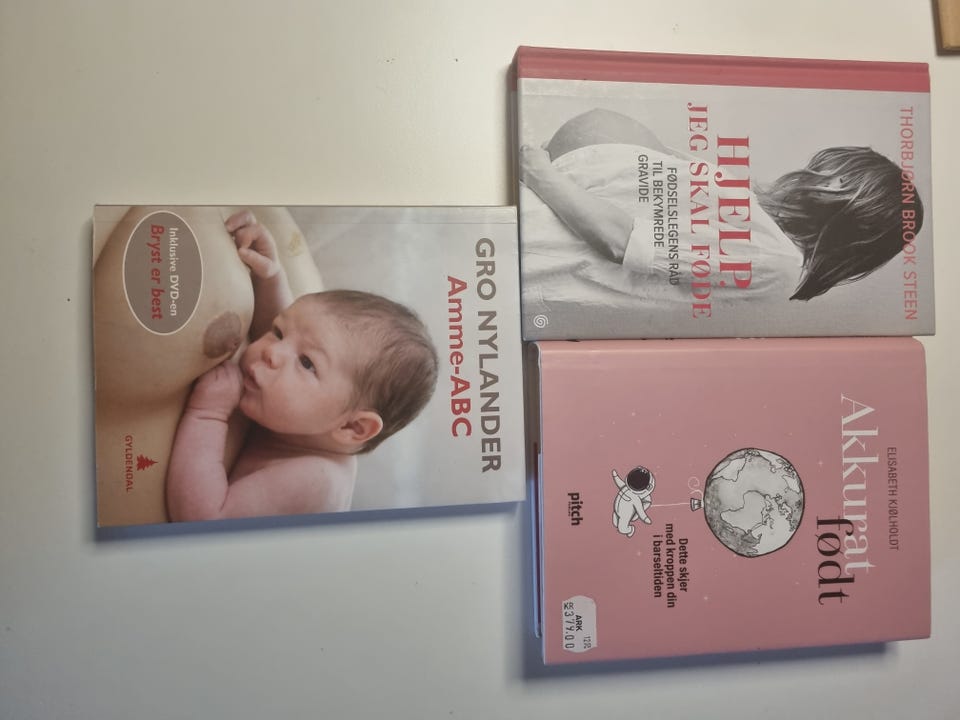 GRO NYLANDER
Amme-ABC
Inklusive DVD-en
Bryst er best
GYLDENDAL
THORBJØRN BROOK STEEN
HJELP,
JEG SKAL FØDE
FØDSELSLEGENS RÅD
TIL BEKYMREDE
GRAVIDE
ELISABETH KJØLHOLDT
Akkurat
født
Dette skjer
med kroppen din
i barseltiden
pitch
ARK
KR 379.00